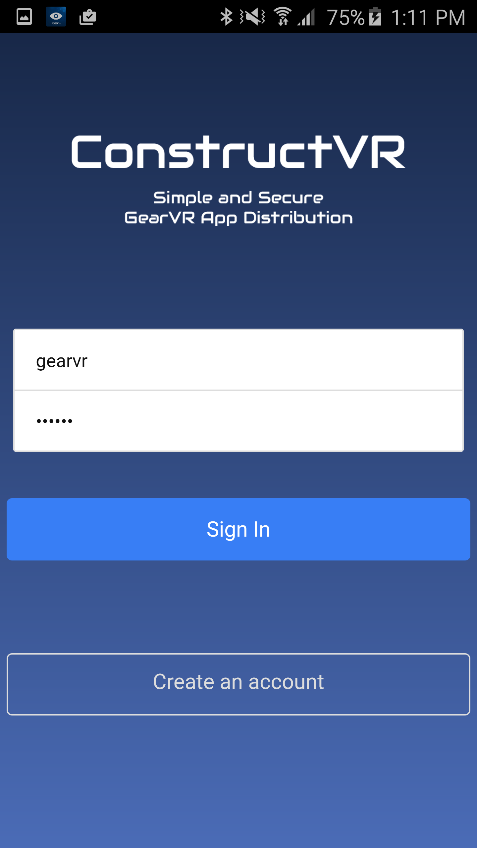 75% 1:11 PM
ConstructVR
Simple and Secure
GearVR App Distribution
gearvr
••••••
Sign In
Create an account